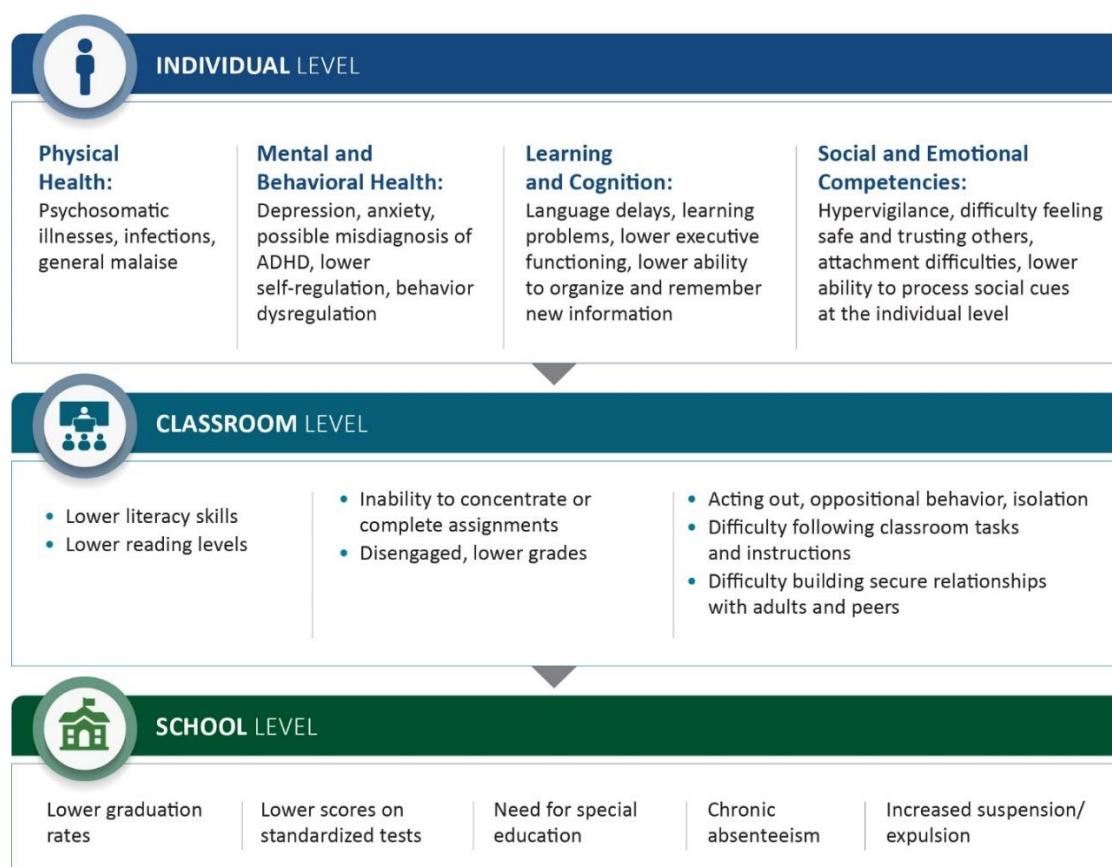 INDIVIDUAL LEVEL
Physical
Health:
Psychosomatic
illnesses, infections,
general malaise
Mental and
Behavioral Health:
Depression, anxiety,
possible misdiagnosis of
ADHD, lower
self-regulation, behavior
dysregulation
Learning
and Cognition:
Language delays, learning
problems, lower executive
functioning, lower ability
to organize and remember
new information
Social and Emotional
Competencies:
Hypervigilance, difficulty feeling
safe and trusting others,
attachment difficulties, lower
ability to process social cues
at the individual level
CLASSROOM LEVEL
• Lower literacy skills
• Lower reading levels
• Inability to concentrate or
complete assignments
• Disengaged, lower grades
• Acting out, oppositional behavior, isolation
• Difficulty following classroom tasks
and instructions
• Difficulty building secure relationships
with adults and peers
SCHOOL LEVEL
Lower graduation
rates
Lower scores on
standardized tests
Need for special
education
Chronic
absenteeism
Increased suspension/
expulsion